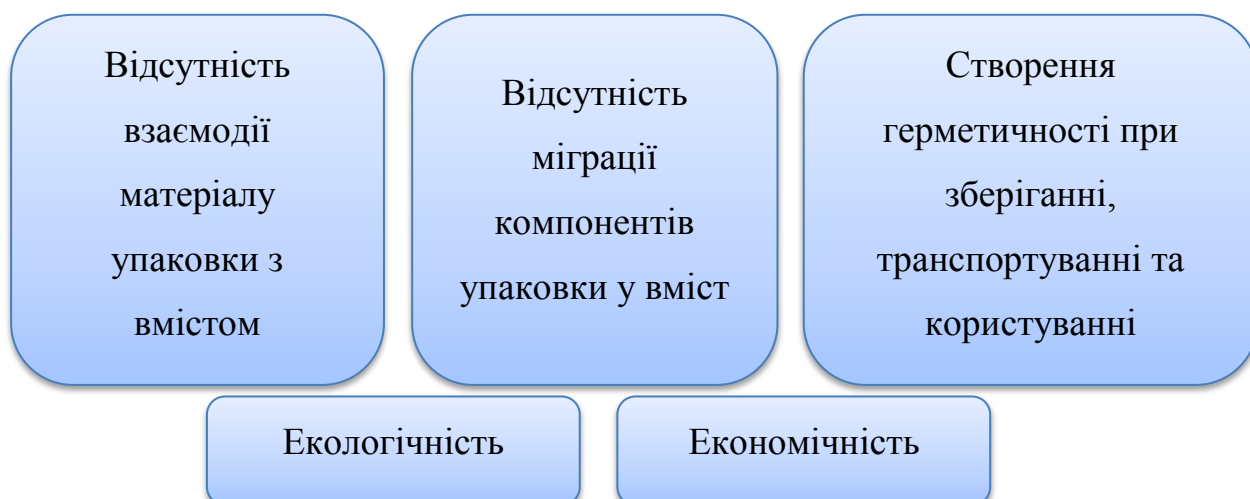 Відсутність
взаємодії
матеріалу
упаковки з
вмістом
Відсутність
міграції
компонентів
упаковки у вміст
Створення
герметичності при
зберіганні,
транспортуванні та
користуванні
Екологічність
Економічність